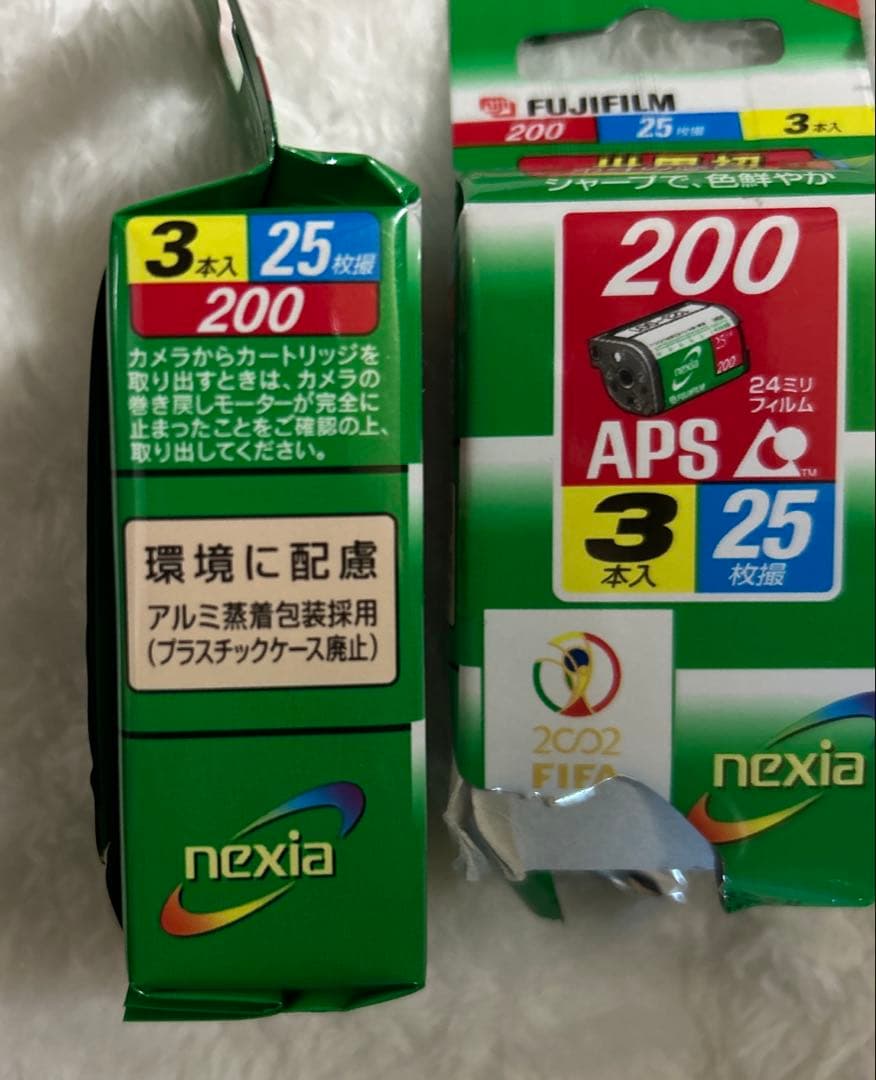 3本入 25枚撮
200
カメラからカートリッジを
取り出すときは、カメラの
巻き戻しモーターが完全に
止まったことをご確認の上、
取り出してください。
環境に配慮
アルミ蒸着包装採用
(プラスチックケース廃止)
nexia
FUJIFILM
200 25枚撮 3本入
シャープで、色鮮やか
200
nexia
25
200
FUJIFILM
24ミリ
フィルム
APS TM
3本入 25枚撮
2002
FIFA
nexia